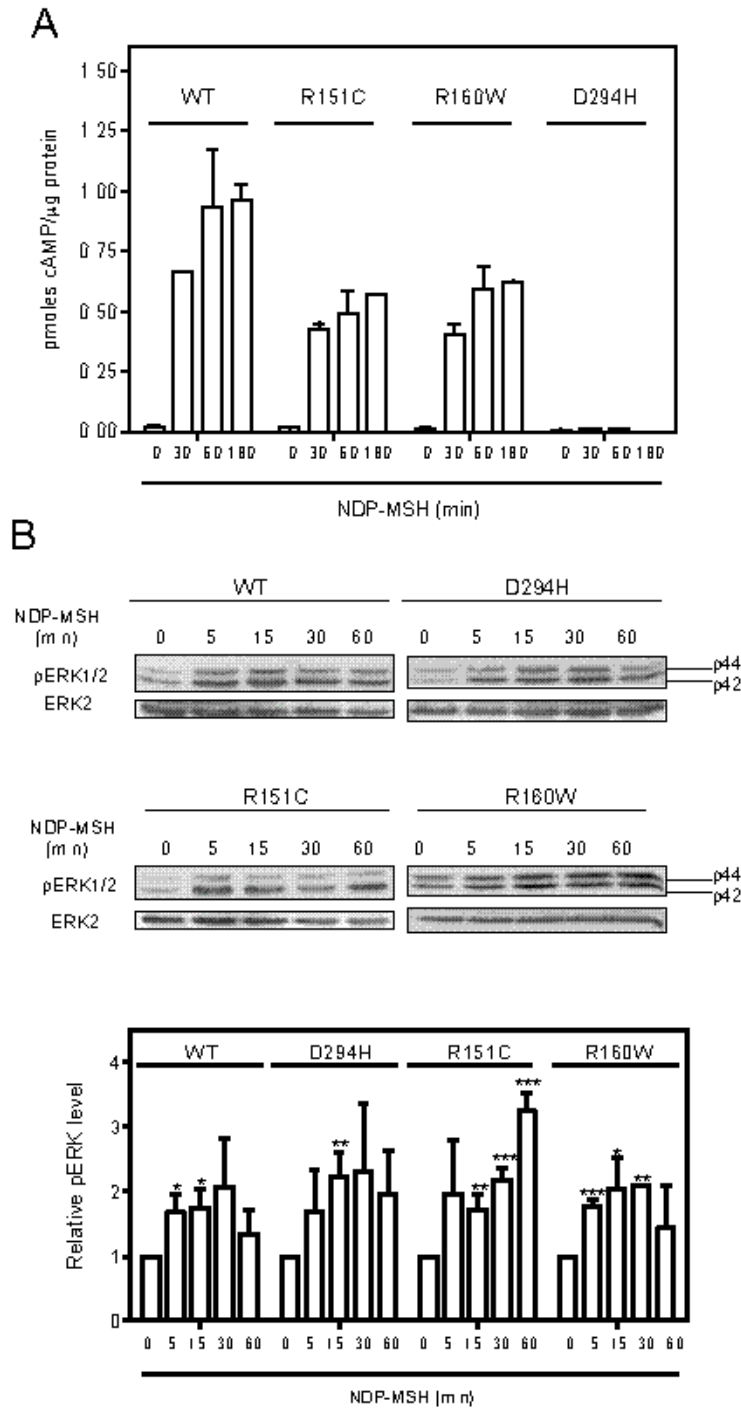 A
pmoles cAMP/µg protein
1 50
1 25
1 00
0 75
0 50
0 25
0 00
WT R151C R160W D294H
0 30 60 180 0 30 60 180 0 30 60 180 0 30 60 180
NDP-MSH (min)
B
WT D294H
NDP-MSH
(m n) 0 5 15 30 60 0 5 15 30 60
pERK1/2 p44
p42
ERK2
R151C R160W
NDP-MSH
(m n) 0 5 15 30 60 0 5 15 30 60
pERK1/2 p44
p42
ERK2
Relative pERK level
4
3
2
1
0
WT D294H R151C R160W
* * ** ** *** *** *** * **
0 5 15 30 60 0 5 15 30 60 0 5 15 30 60 0 5 15 30 60
NDP-MSH (min)